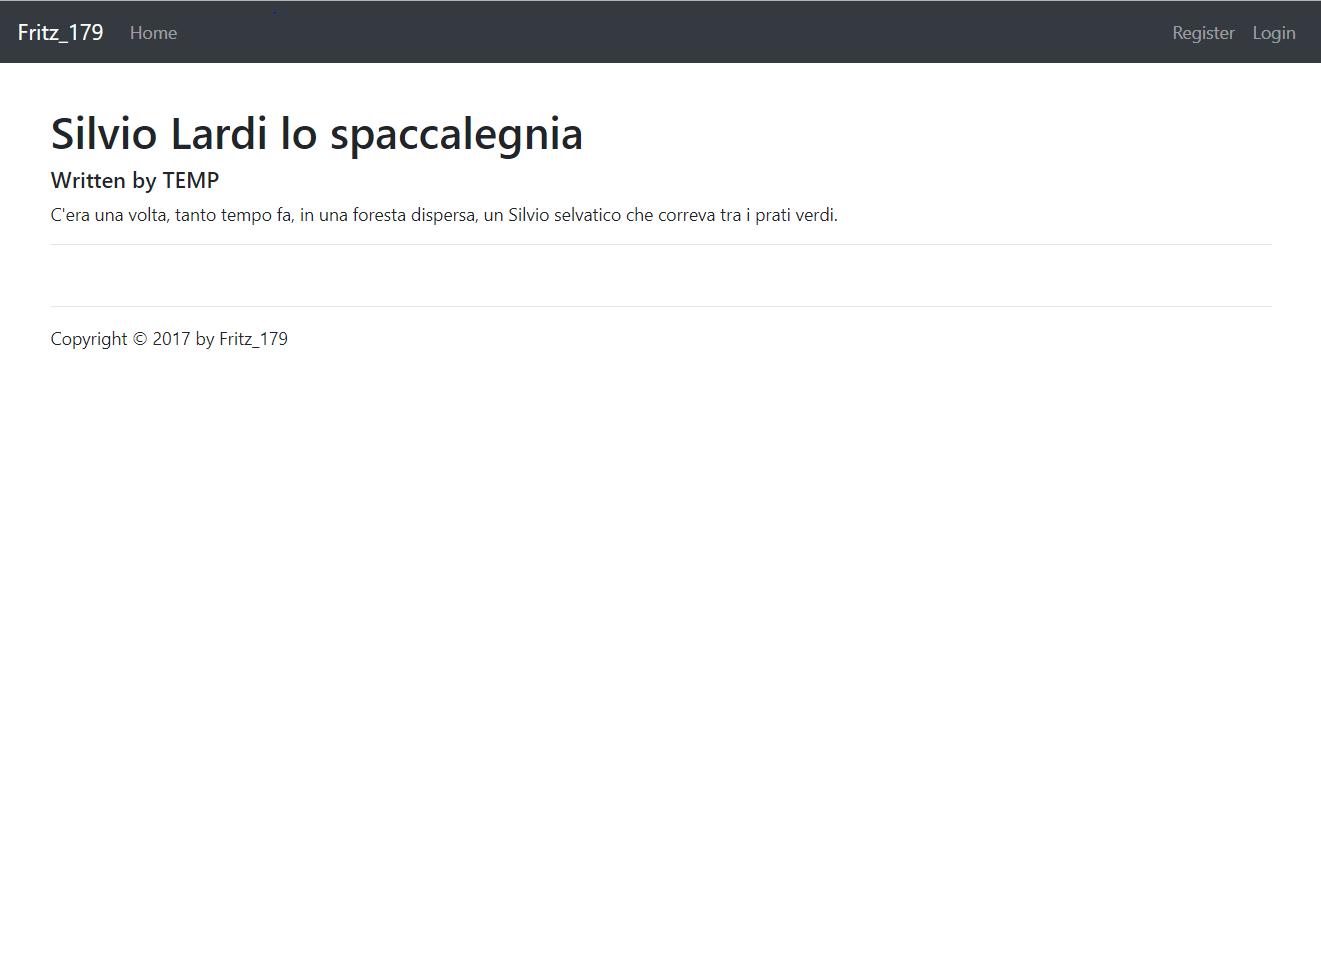 Fritz_179 Home Register Login
Silvio Lardi lo spaccalegnia
Written by TEMP
C'era una volta, tanto tempo fa, in una foresta dispersa, un Silvio selvatico che correva tra i prati verdi.
Copyright © 2017 by Fritz_179